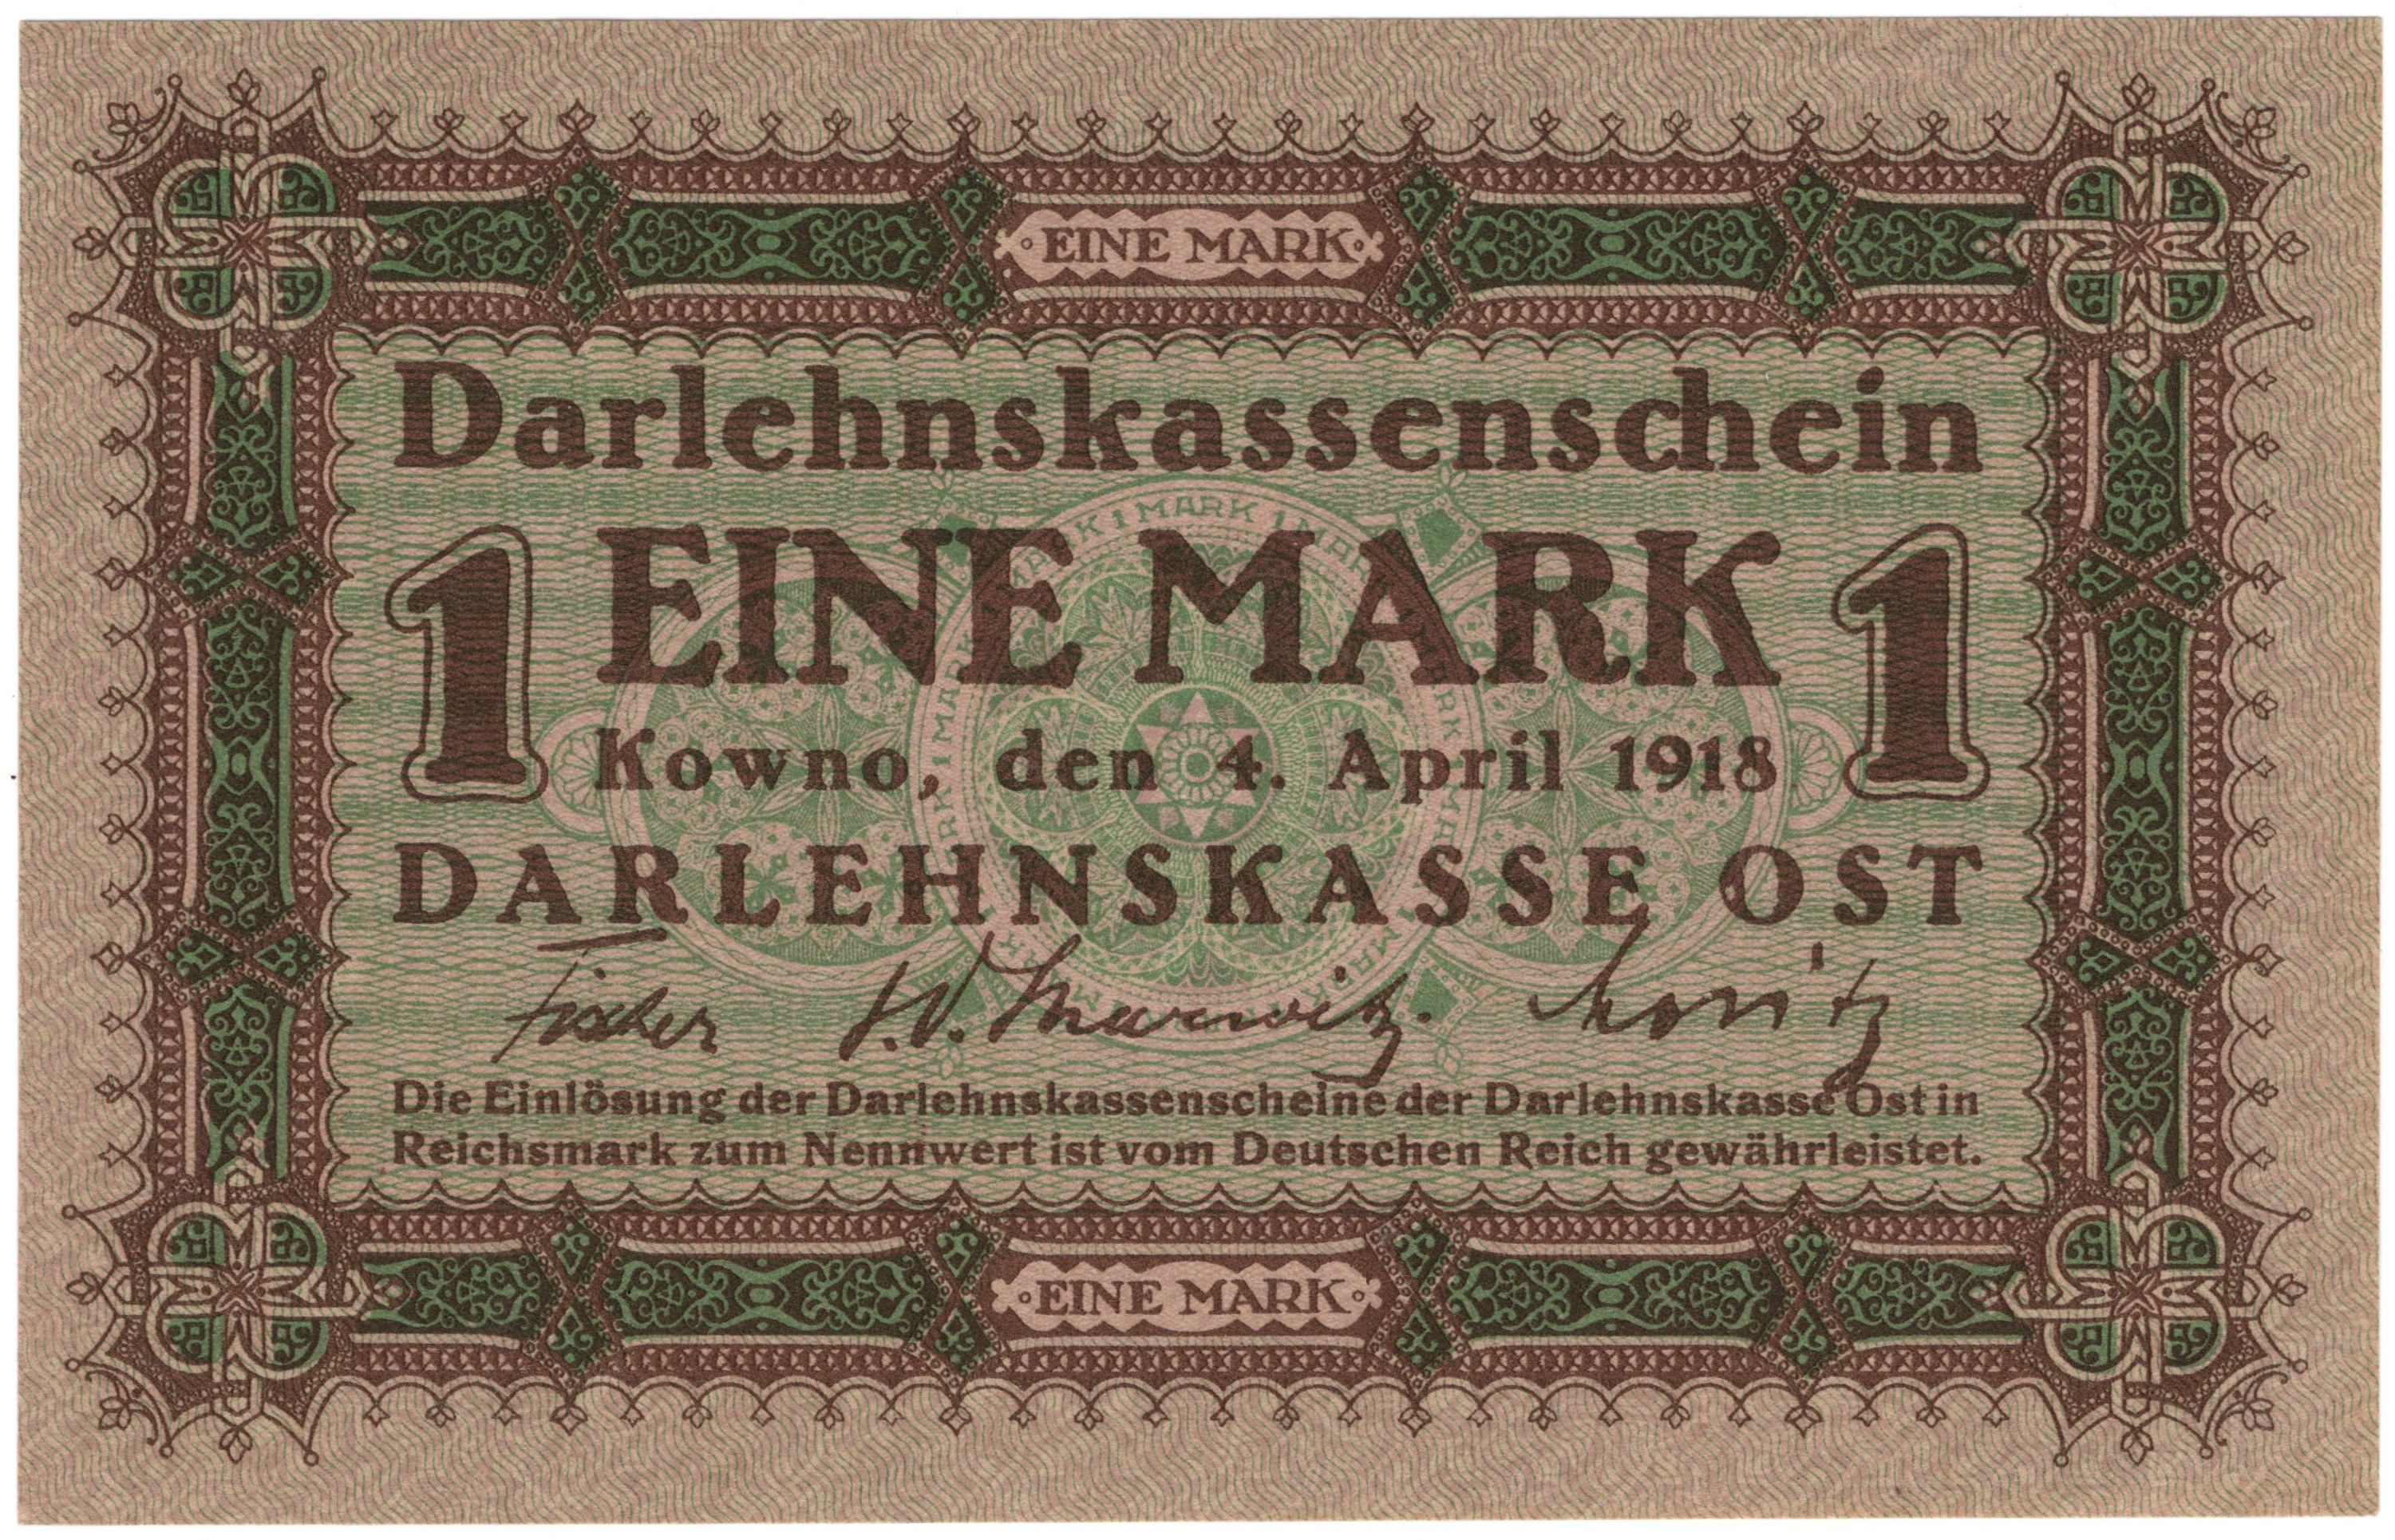 EINE MARK
Darlehnskassenschein
1 EINE MARK 1
Kowno, den 4. April 1918
DARLEHNSKASSE OST
Fischer
Die Einlösung der Darlehnskassenscheine der Darlehnskasse Ost in
Reichsmark zum Nennwert ist vom Deutschen Reich gewährleistet.
EINE MARK